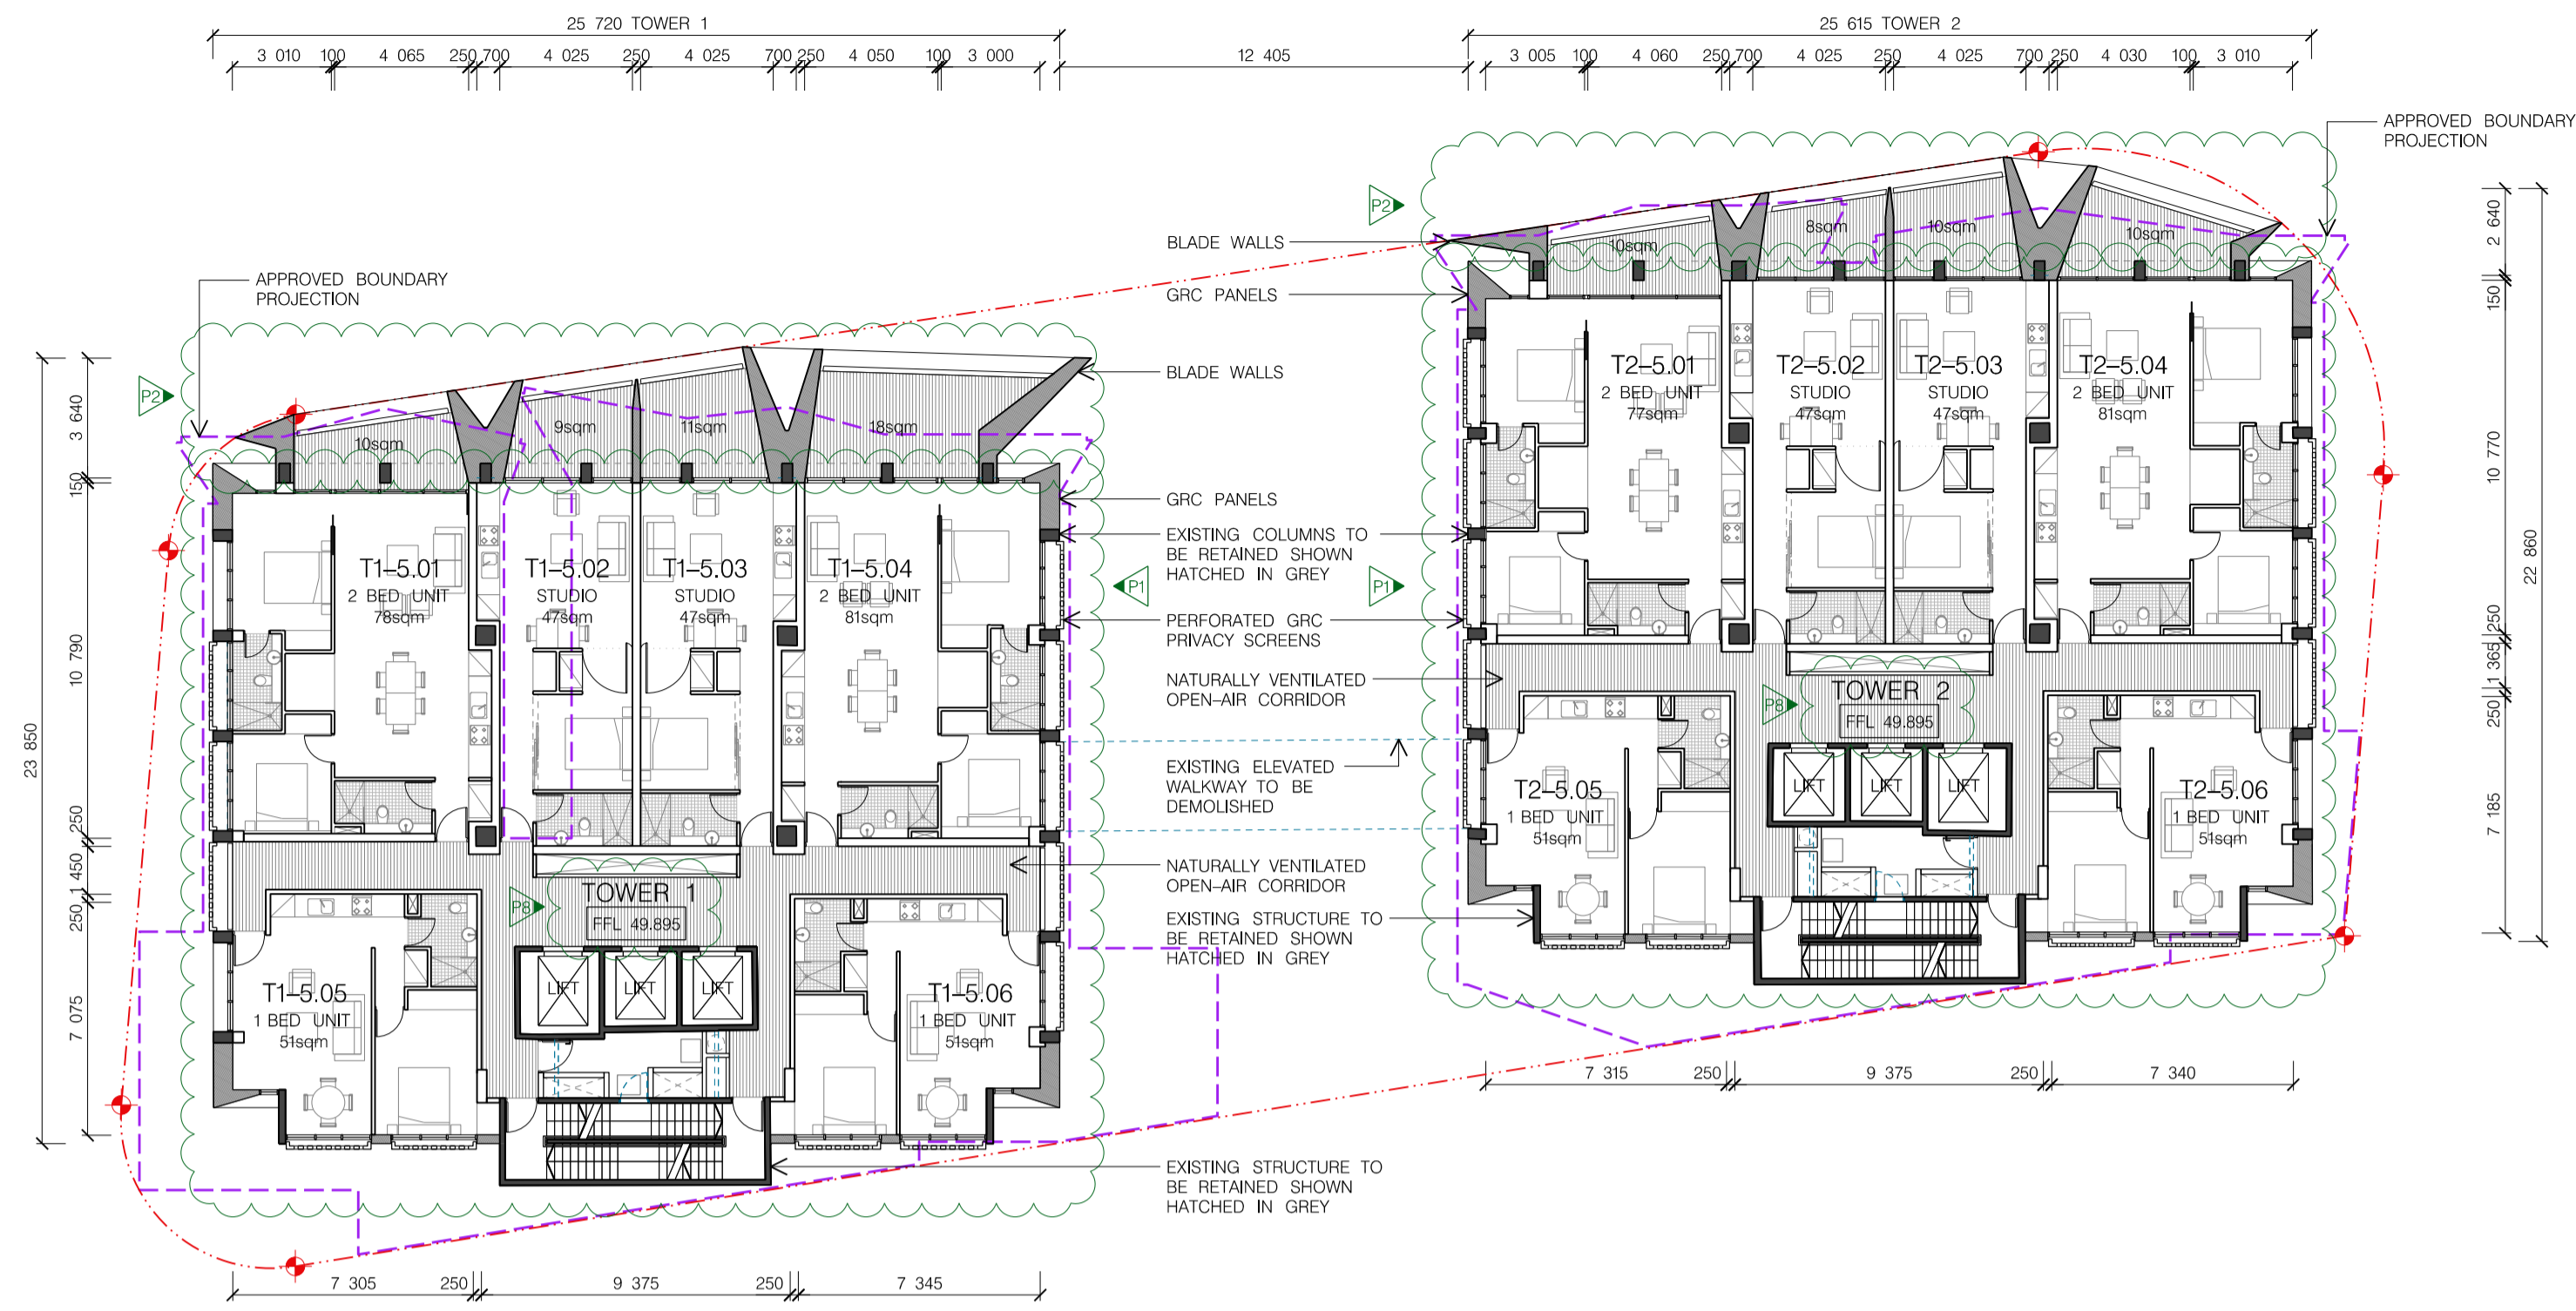 25 720 TOWER 1
25 615 TOWER 2
3 010 100 4 065 250 700 4 025 250 4 025 700 250 4 050 100 3 000
12 405
3 005 100 4 060 250 700 4 025 250 4 025 700 250 4 030 100 3 010
APPROVED BOUNDARY
PROJECTION
P2
BLADE WALLS
GRC PANELS
10sqm
8sqm
10sqm
10sqm
2 640
150
10 770
250
1 365
250
7 185
22 860
APPROVED BOUNDARY
PROJECTION
P2
BLADE WALLS
10sqm
9sqm
11sqm
18sqm
3 640
150
10 790
250
1 450
250
7 075
23 850
GRC PANELS
EXISTING COLUMNS TO
BE RETAINED SHOWN
HATCHED IN GREY
P1
P1
PERFORATED GRC
PRIVACY SCREENS
NATURALLY VENTILATED
OPEN-AIR CORRIDOR
EXISTING ELEVATED
WALKWAY TO BE
DEMOLISHED
NATURALLY VENTILATED
OPEN-AIR CORRIDOR
EXISTING STRUCTURE TO
BE RETAINED SHOWN
HATCHED IN GREY
EXISTING STRUCTURE TO
BE RETAINED SHOWN
HATCHED IN GREY
T1-5.01
2 BED UNIT
78sqm
T1-5.02
STUDIO
47sqm
T1-5.03
STUDIO
47sqm
T1-5.04
2 BED UNIT
81sqm
TOWER 1
P8
FFL 49.895
LIFT
LIFT
LIFT
T1-5.05
1 BED UNIT
51sqm
T1-5.06
1 BED UNIT
51sqm
7 305 250 9 375 250 7 345
T2-5.01
2 BED UNIT
77sqm
T2-5.02
STUDIO
47sqm
T2-5.03
STUDIO
47sqm
T2-5.04
2 BED UNIT
81sqm
TOWER 2
P8
FFL 49.895
LIFT
LIFT
LIFT
T2-5.05
1 BED UNIT
51sqm
T2-5.06
1 BED UNIT
51sqm
7 315 250 9 375 250 7 340